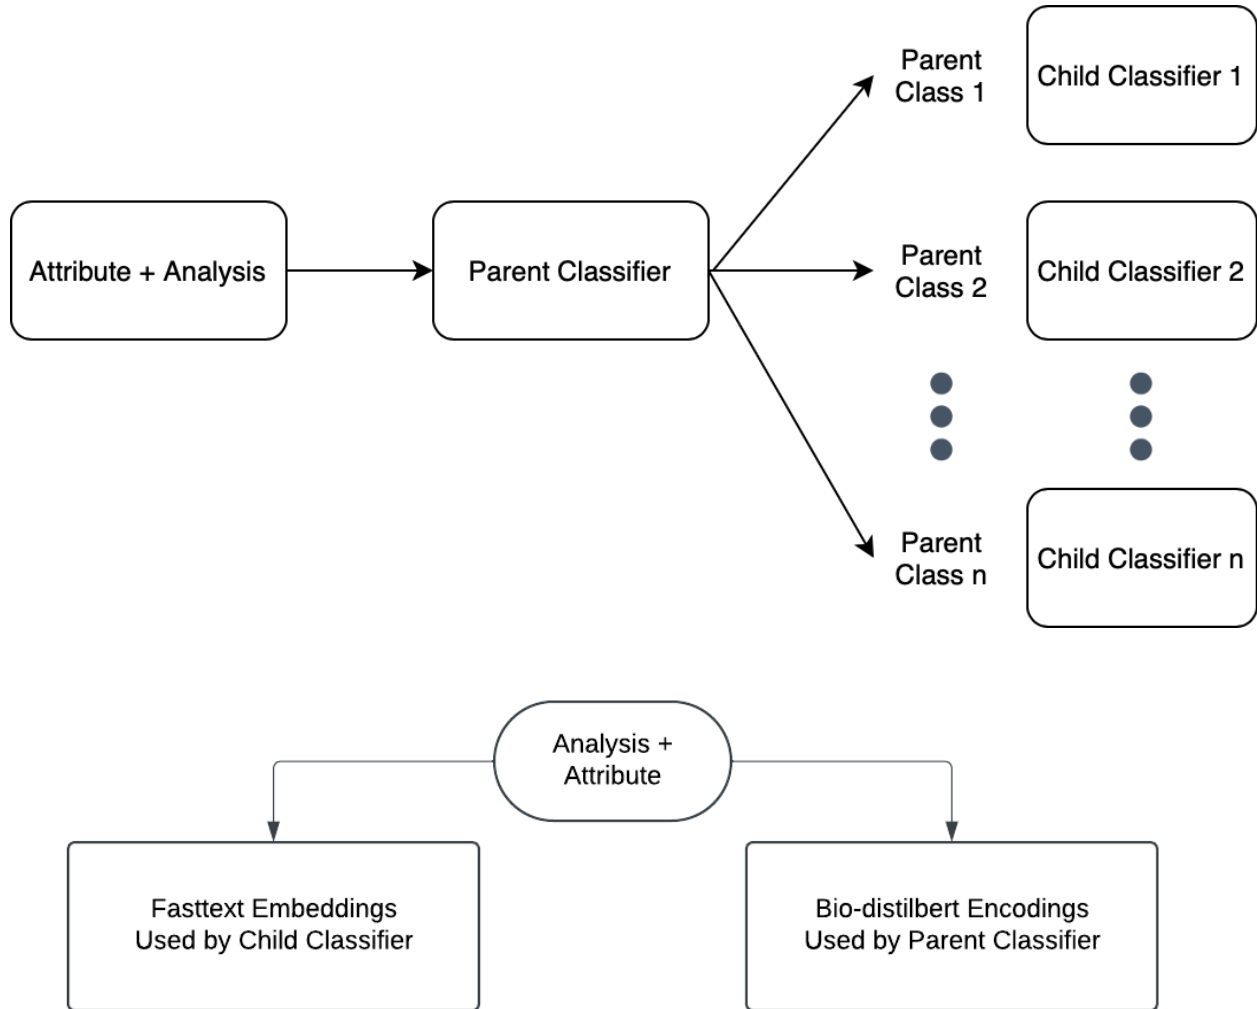 Parent
Class 1
Child Classifier 1
Attribute + Analysis
Parent Classifier
Parent
Class 2
Child Classifier 2
Parent
Class n
Child Classifier n
Analysis +
Attribute
Fasttext Embeddings
Used by Child Classifier
Bio-distilbert Encodings
Used by Parent Classifier